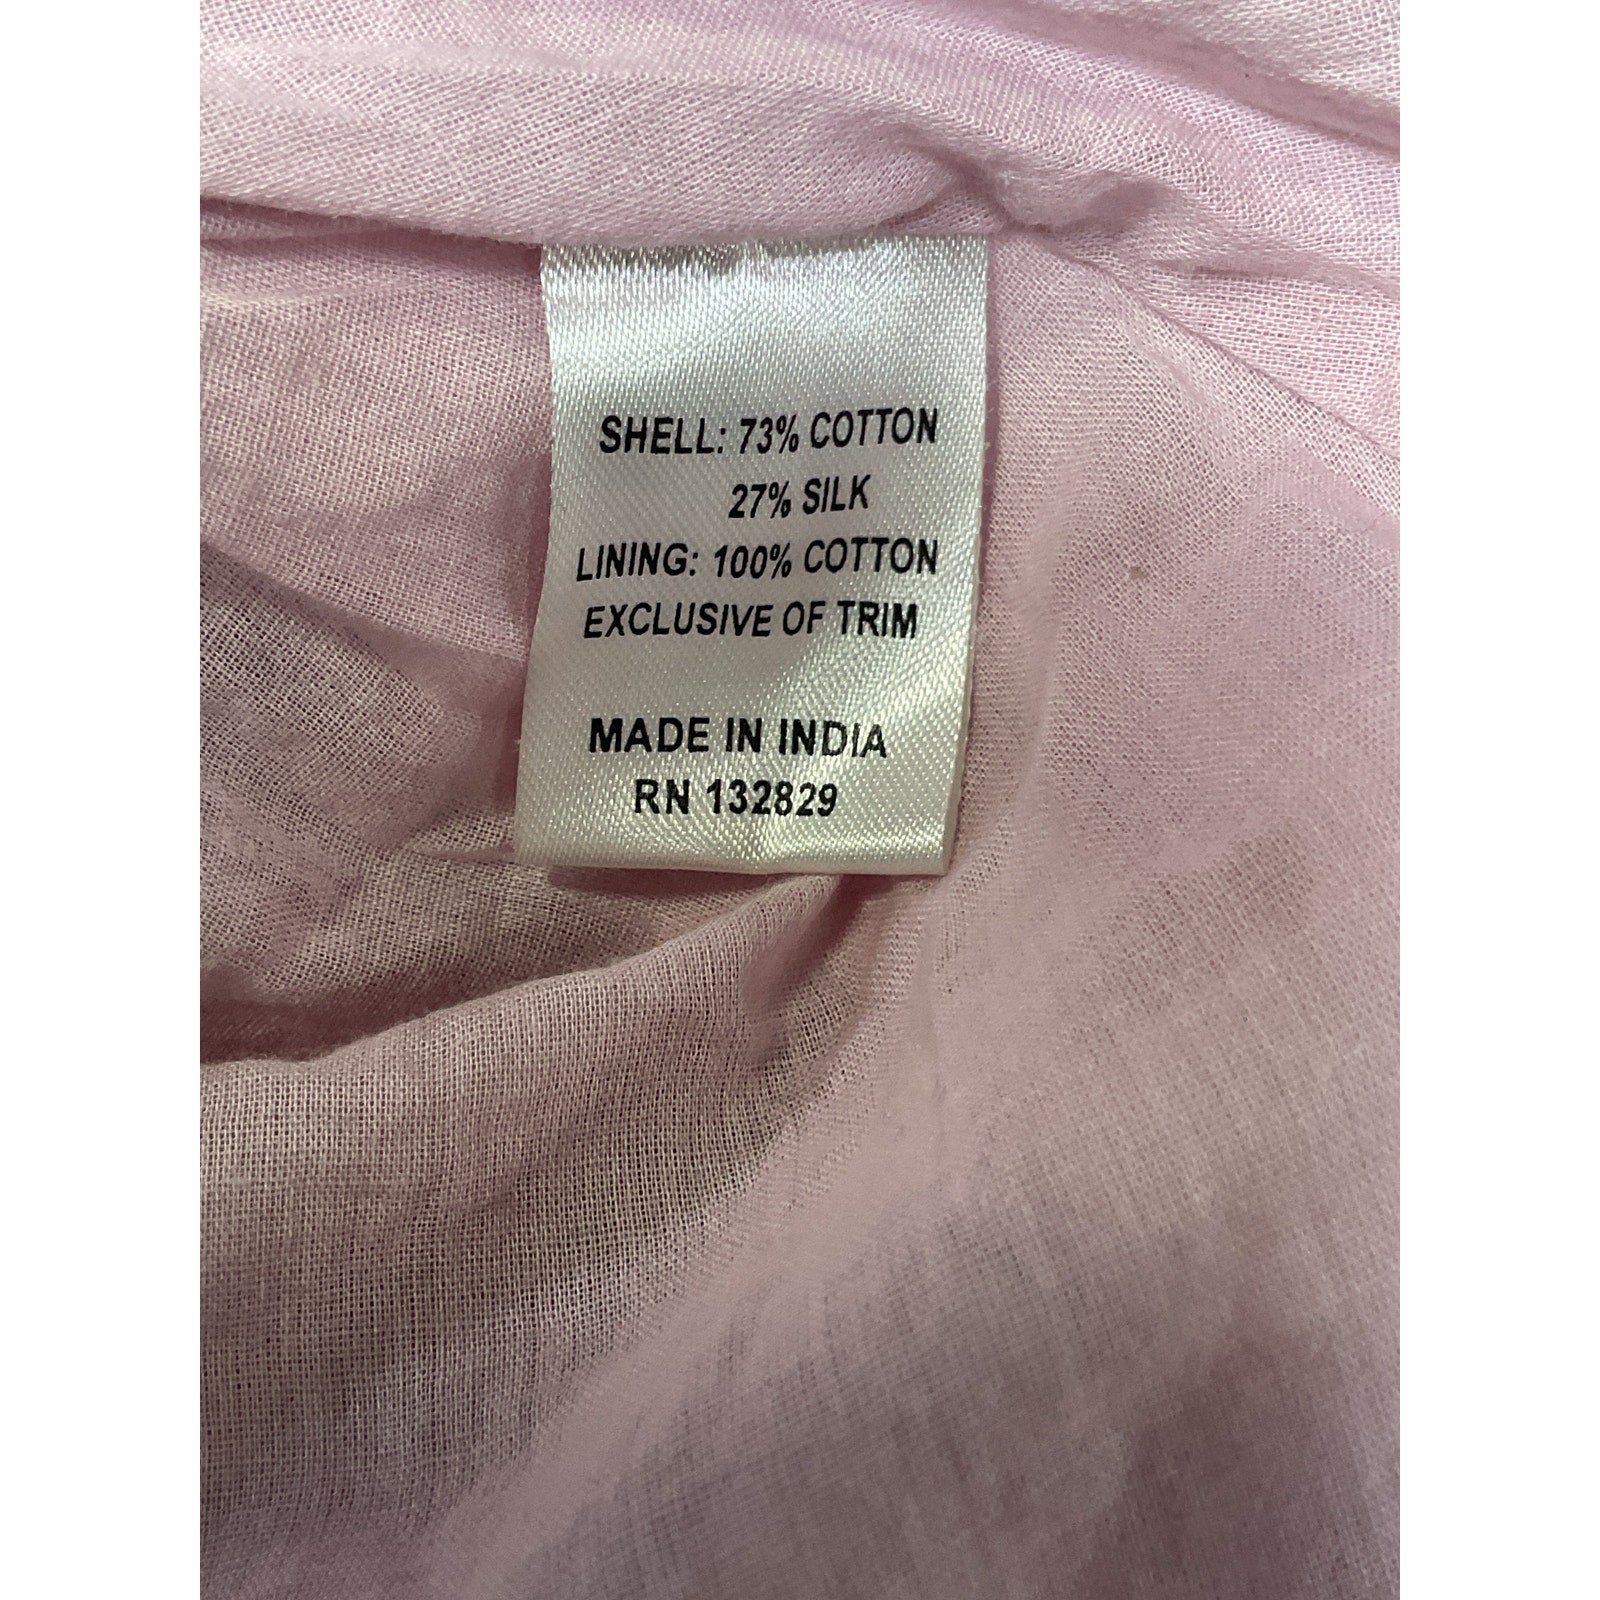 SHELL: 73% COTTON
27% SILK
LINING: 100% COTTON
EXCLUSIVE OF TRIM
MADE IN INDIA
RN 132829